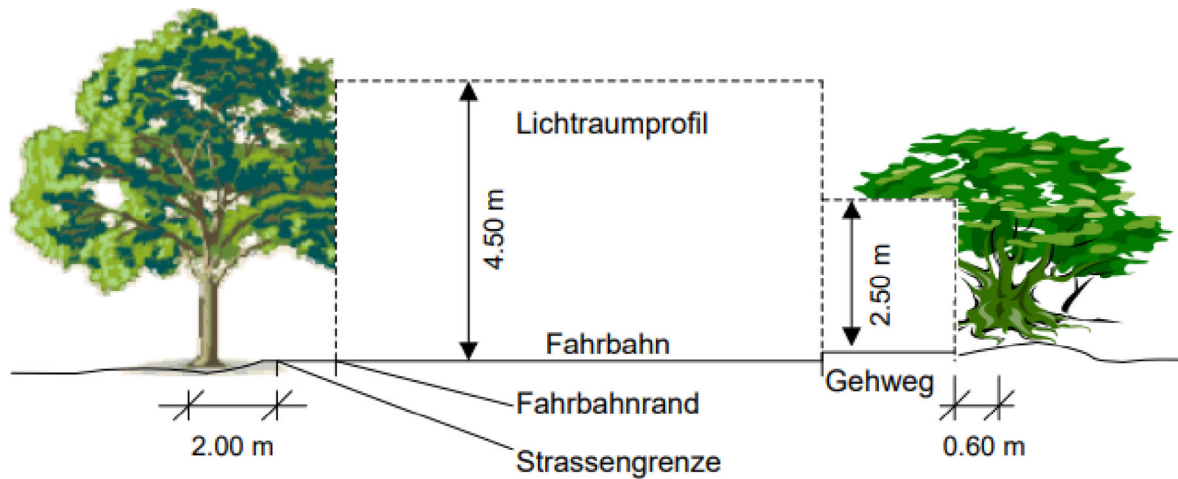 Lichtraumprofil
4.50 m
2.50 m
Fahrbahn
Gehweg
Fahrbahnrand
2.00 m
0.60 m
Strassengrenze